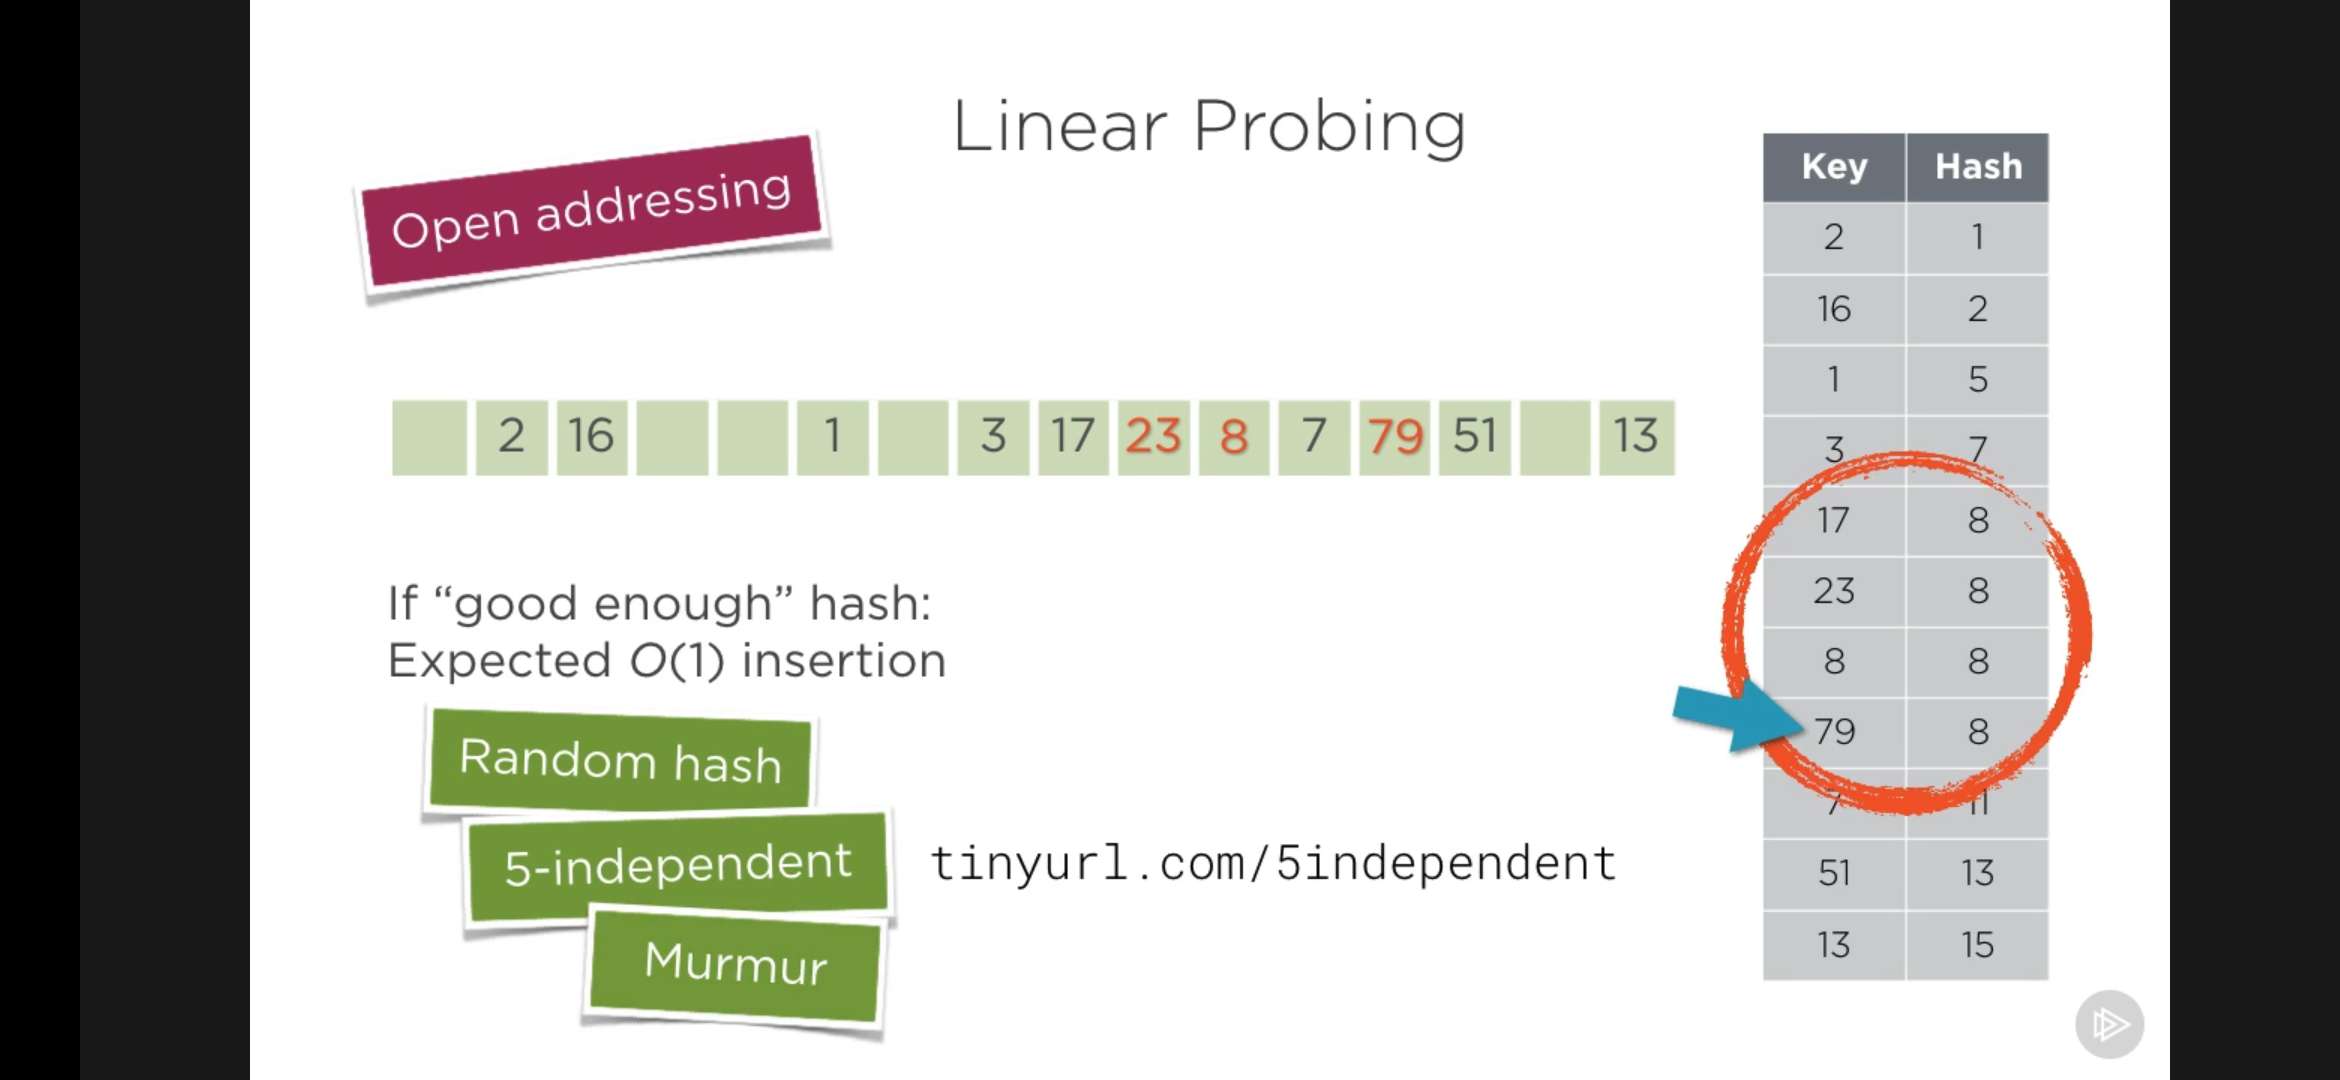 Linear Probing
Open addressing
2 16 1 3 17 23 8 7 79 51 13
If “good enough” hash:
Expected O(1) insertion
Random hash
5-independent
Murmur
tinyurl.com/5independent
Key Hash
2 1
16 2
1 5
3 7
17 8
23 8
8 8
79 8
7 11
51 13
13 15